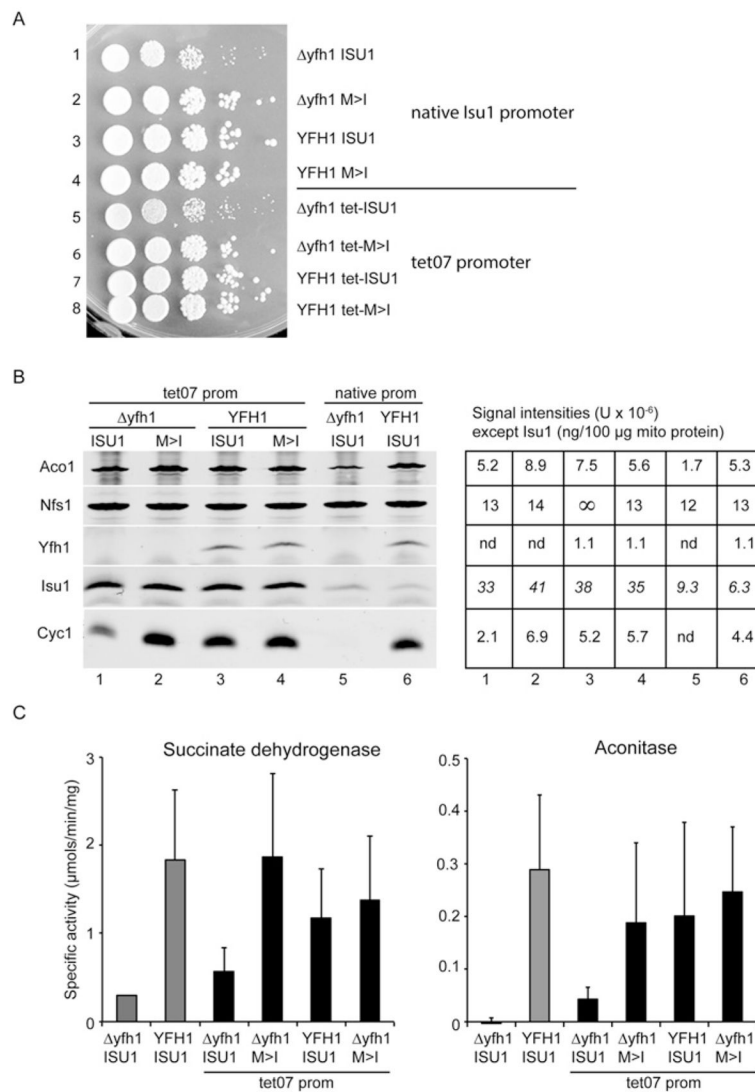 A
1 Δyfh1 ISU1
2 Δyfh1 M>I
native Isu1 promoter
3 YFH1 ISU1
4 YFH1 M>I
5 Δyfh1 tet-ISU1
6 Δyfh1 tet-M>I
tet07 promoter
7 YFH1 tet-ISU1
8 YFH1 tet-M>I
B
tet07 prom native prom
Δyfh1 YFH1 Δyfh1 YFH1
ISU1 M>I ISU1 M>I ISU1 ISU1
Signal intensities (U x 10-6)
except Isu1 (ng/100 µg mito protein)
Aco1 5.2 8.9 7.5 5.6 1.7 5.3
Nfs1 13 14 ∞ 13 12 13
Yfh1 nd nd 1.1 1.1 nd 1.1
Isu1 33 41 38 35 9.3 6.3
Cyc1 2.1 6.9 5.2 5.7 nd 4.4
1 2 3 4 5 6 1 2 3 4 5 6
C
Succinate dehydrogenase
Specific activity (µmols/min/mg)
3
2
1
0
Δyfh1 YFH1 Δyfh1 Δyfh1 YFH1 Δyfh1
ISU1 ISU1 ISU1 M>I ISU1 M>I
tet07 prom
Aconitase
0.5
0.4
0.3
0.2
0.1
0
Δyfh1 YFH1 Δyfh1 Δyfh1 YFH1 Δyfh1
ISU1 ISU1 ISU1 M>I ISU1 M>I
tet07 prom